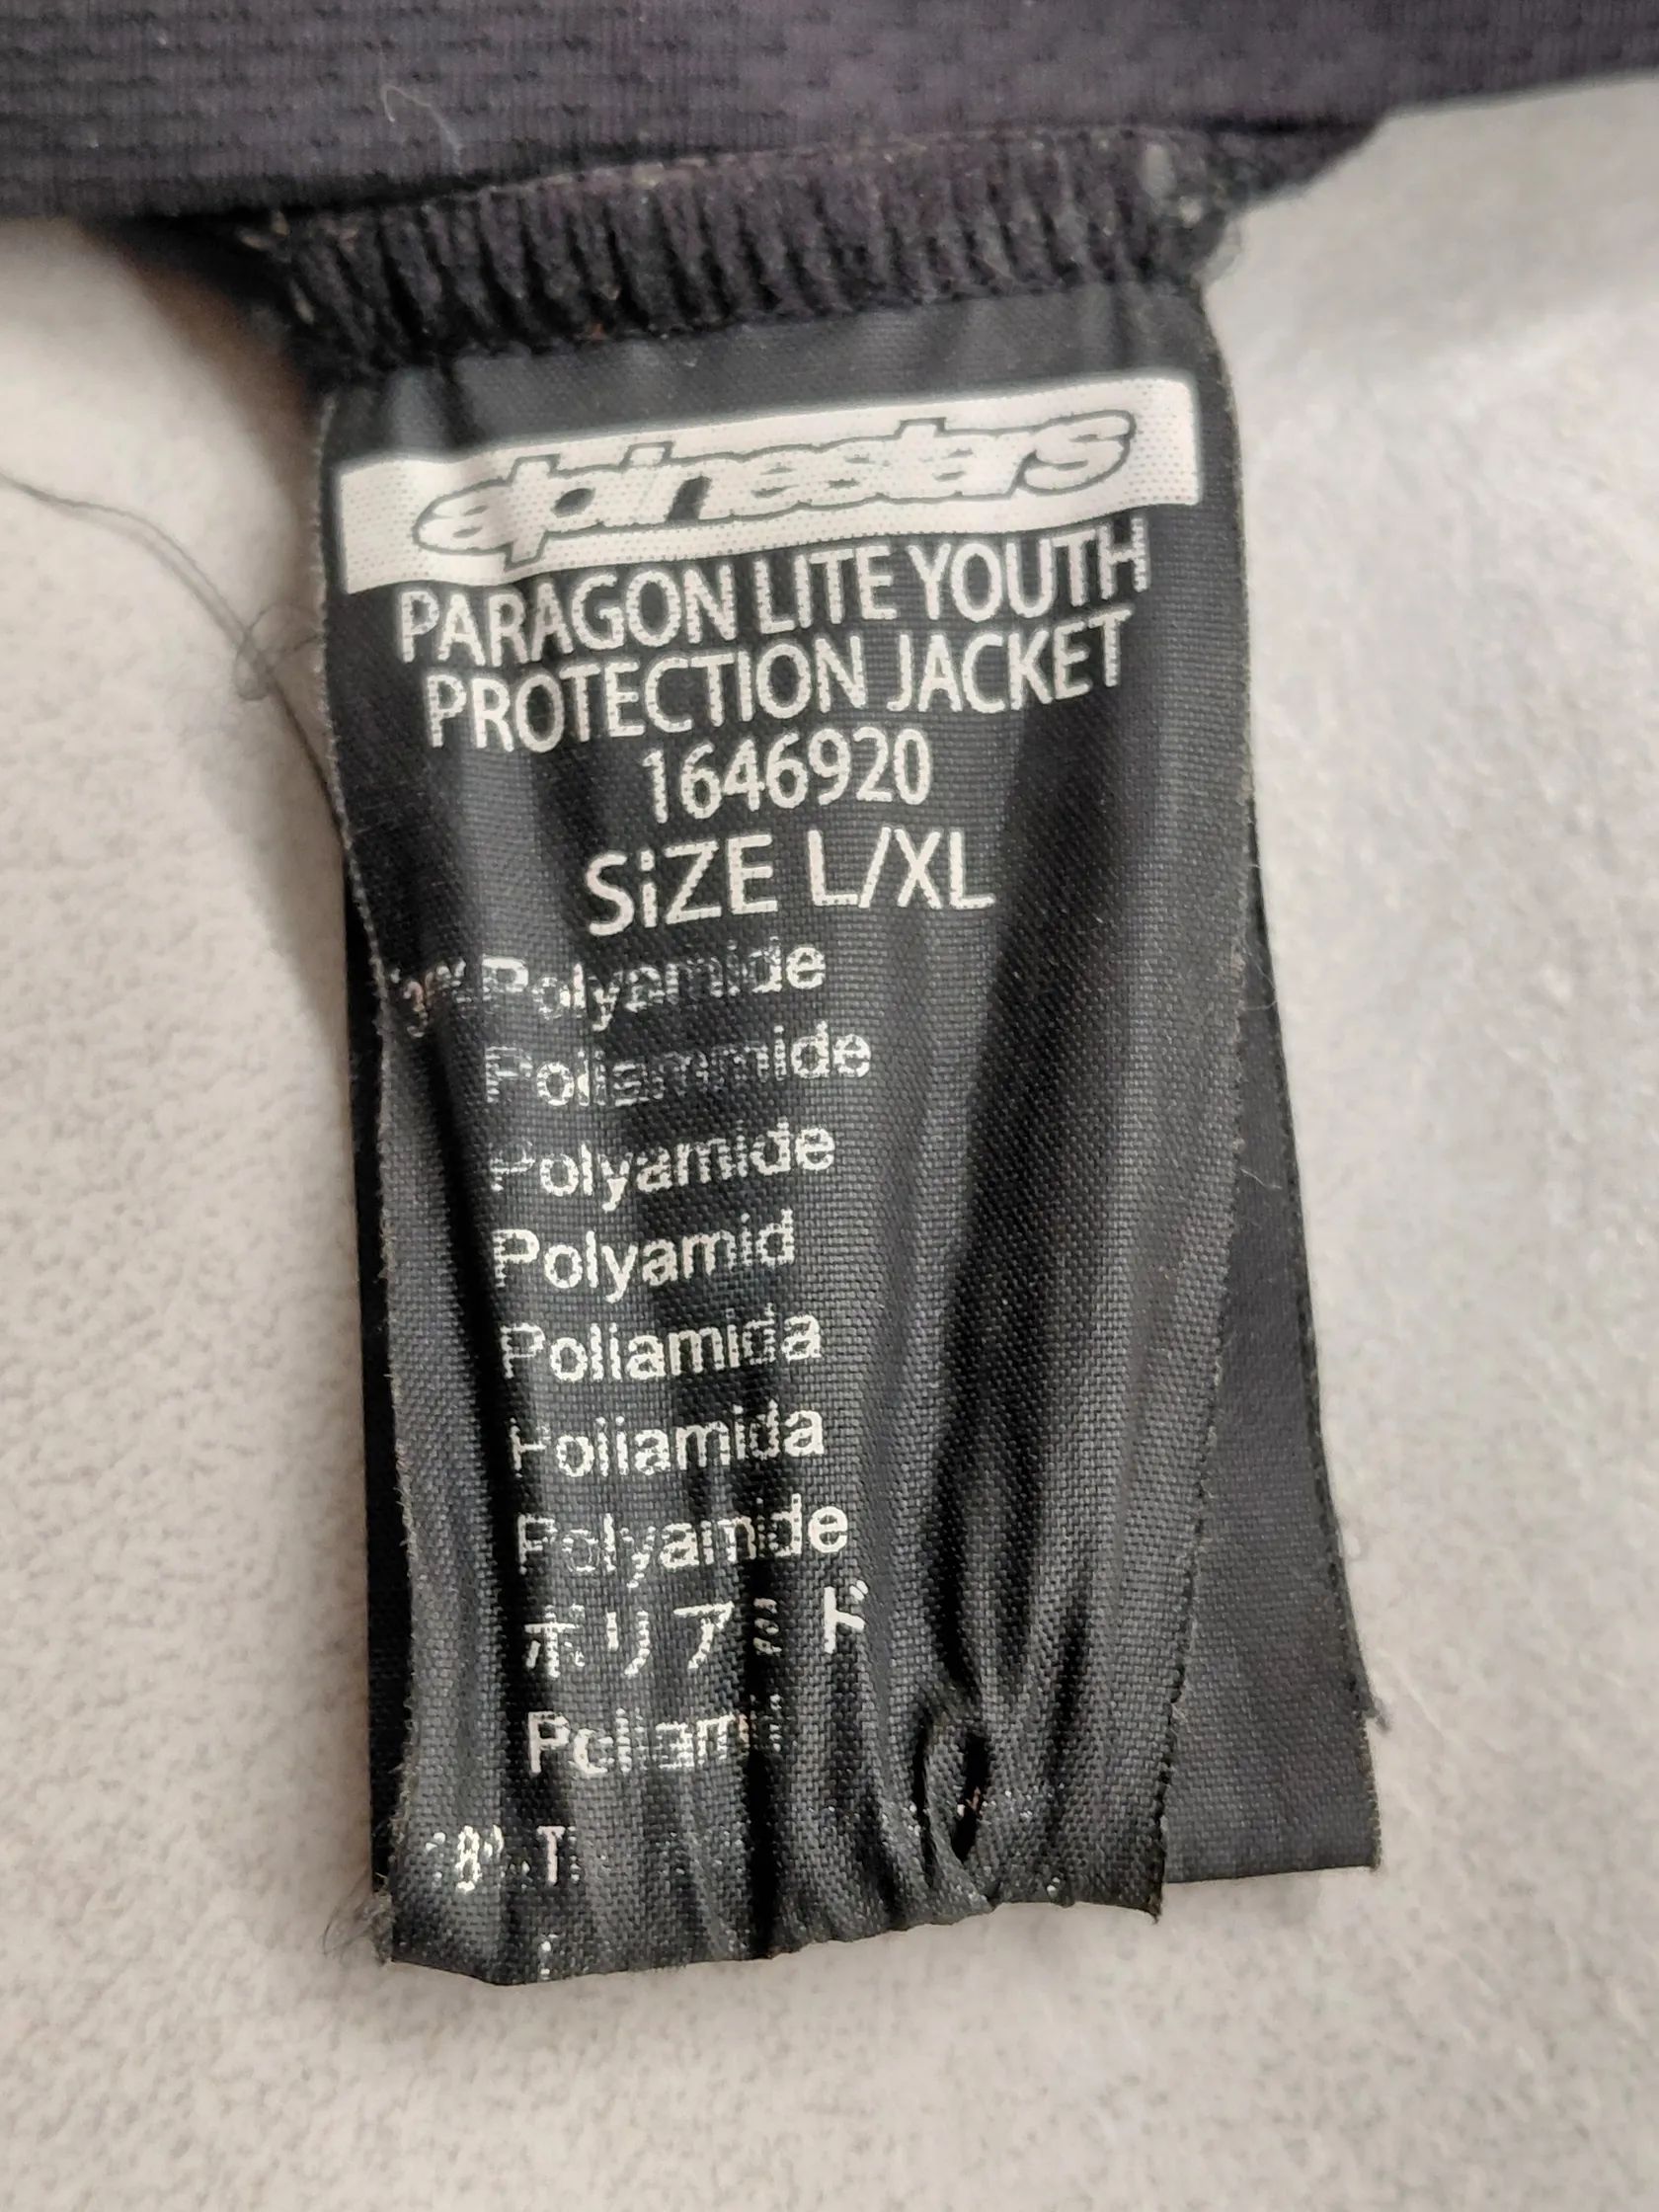 alpinestars
PARAGON LITE YOUTH
PROTECTION JACKET
1646920
SiZE L/XL
Polyamide
Poliammide
Polyamide
Polyamid
Poliamida
Poliamida
Polyamide
ポリアミド